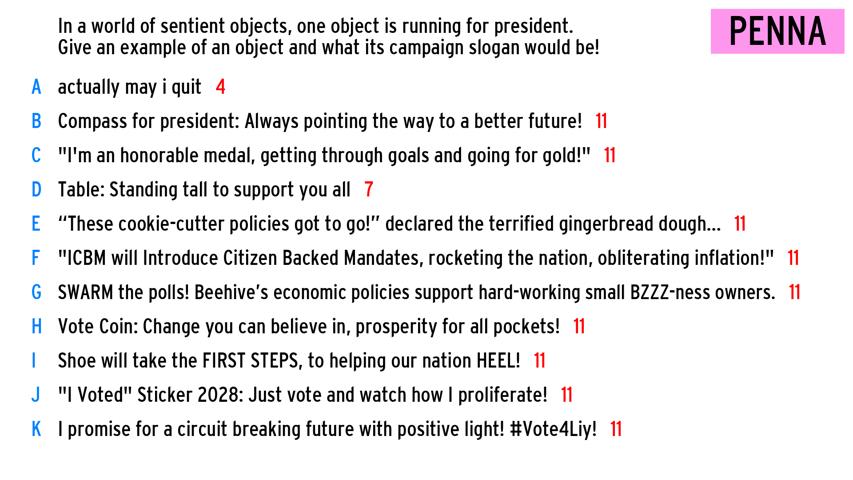 In a world of sentient objects, one object is running for president.
Give an example of an object and what its campaign slogan would be!
PENNA
A actually may i quit 4
B Compass for president: Always pointing the way to a better future! 11
C "I'm an honorable medal, getting through goals and going for gold!" 11
D Table: Standing tall to support you all 7
E “These cookie-cutter policies got to go!” declared the terrified gingerbread dough... 11
F "ICBM will Introduce Citizen Backed Mandates, rocketing the nation, obliterating inflation!" 11
G SWARM the polls! Beehive’s economic policies support hard-working small BZZZ-ness owners. 11
H Vote Coin: Change you can believe in, prosperity for all pockets! 11
I Shoe will take the FIRST STEPS, to helping our nation HEEL! 11
J "I Voted" Sticker 2028: Just vote and watch how I proliferate! 11
K I promise for a circuit breaking future with positive light! #Vote4Liy! 11